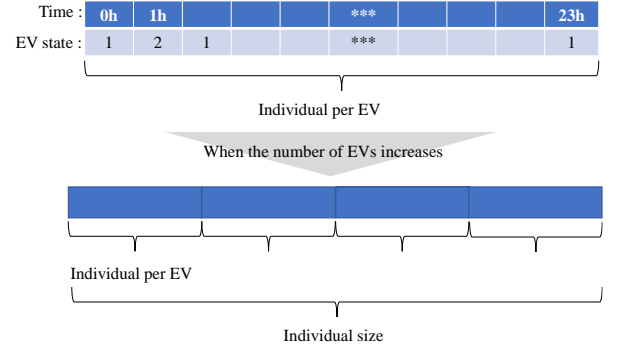 Time : 0h 1h *** 23h
EV state : 1 2 1 *** 1
Individual per EV
When the number of EVs increases
Individual per EV
Individual size